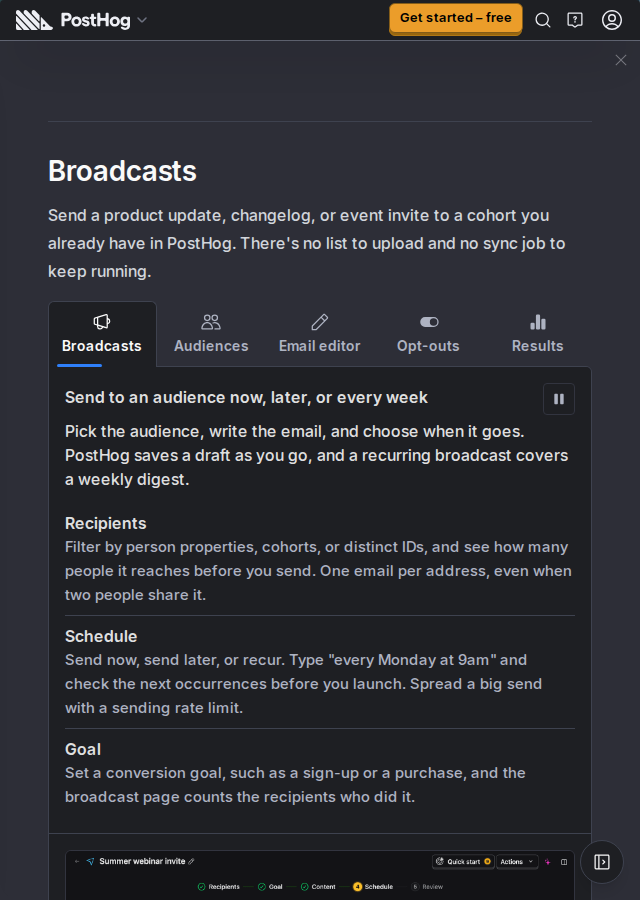 PostHog
Get started – free
Broadcasts
Send a product update, changelog, or event invite to a cohort you
already have in PostHog. There's no list to upload and no sync job to
keep running.
Broadcasts Audiences Email editor Opt-outs Results
Send to an audience now, later, or every week
Pick the audience, write the email, and choose when it goes.
PostHog saves a draft as you go, and a recurring broadcast covers
a weekly digest.
Recipients
Filter by person properties, cohorts, or distinct IDs, and see how many
people it reaches before you send. One email per address, even when
two people share it.
Schedule
Send now, send later, or recur. Type "every Monday at 9am" and
check the next occurrences before you launch. Spread a big send
with a sending rate limit.
Goal
Set a conversion goal, such as a sign-up or a purchase, and the
broadcast page counts the recipients who did it.
Summer webinar invite Quick start Actions
Recipients Goal Content 4 Schedule 5 Review